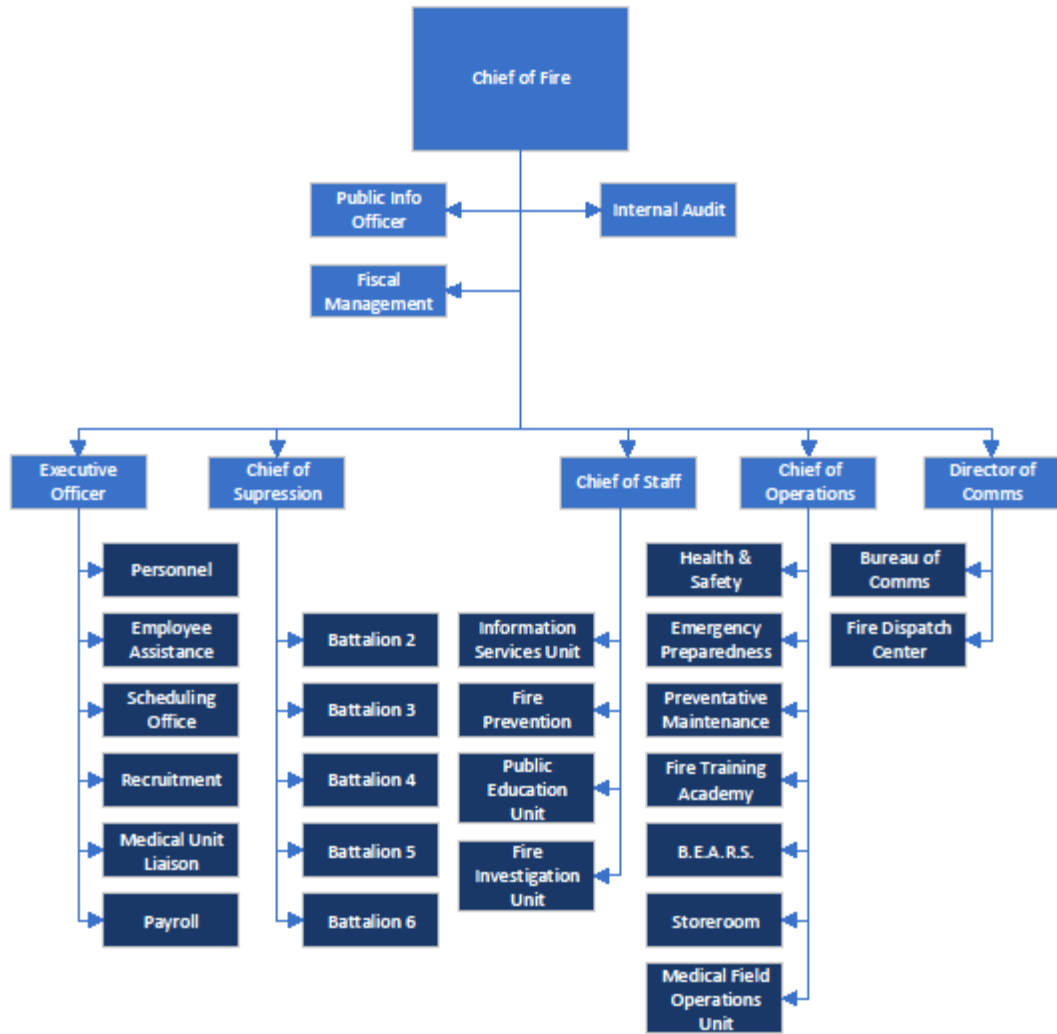 Chief of Fire
Public Info
Officer
Internal Audit
Fiscal
Management
Executive
Officer
Chief of
Supression
Chief of Staff
Chief of
Operations
Director of
Comms
Personnel
Employee
Assistance
Scheduling
Office
Recruitment
Medical Unit
Liaison
Payroll
Battalion 2
Battalion 3
Battalion 4
Battalion 5
Battalion 6
Information
Services Unit
Fire
Prevention
Public
Education
Unit
Fire
Investigation
Unit
Health &
Safety
Emergency
Preparedness
Preventative
Maintenance
Fire Training
Academy
B.E.A.R.S.
Storeroom
Medical Field
Operations
Unit
Bureau of
Comms
Fire Dispatch
Center